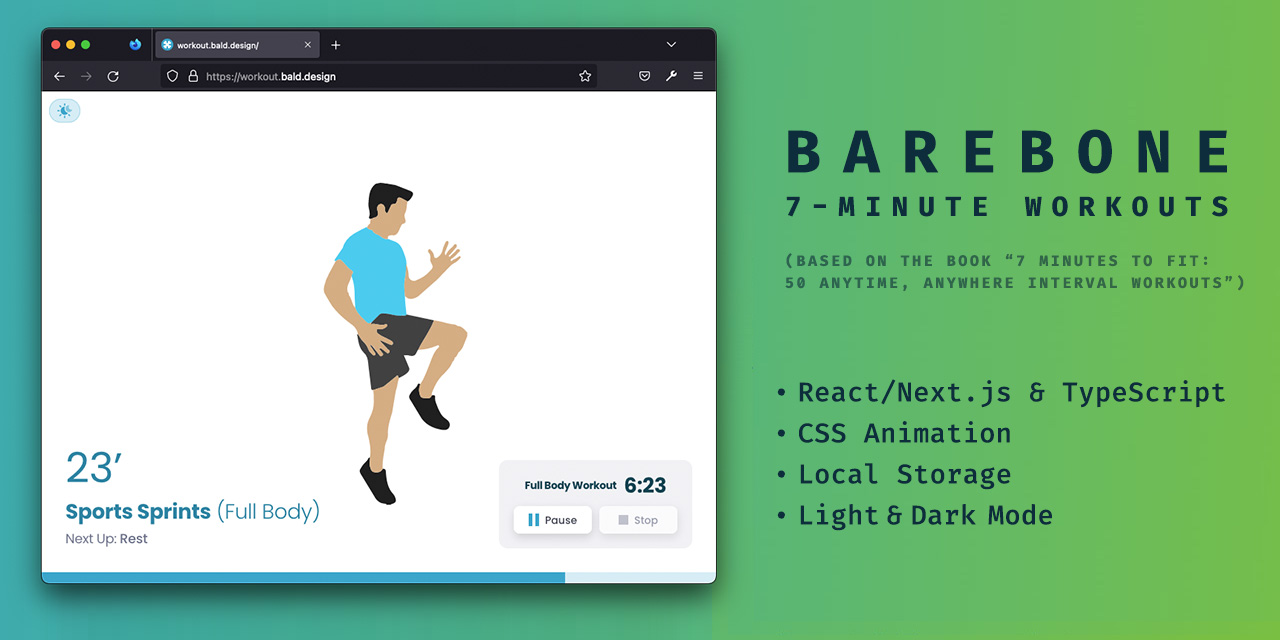 workout.bald.design/
https://workout.bald.design
23′
Sports Sprints (Full Body)
Next Up: Rest
Full Body Workout 6:23
Pause Stop
BAREBONE
7-MINUTE WORKOUTS
(BASED ON THE BOOK “7 MINUTES TO FIT:
50 ANYTIME, ANYWHERE INTERVAL WORKOUTS”)
• React/Next.js & TypeScript
• CSS Animation
• Local Storage
• Light & Dark Mode